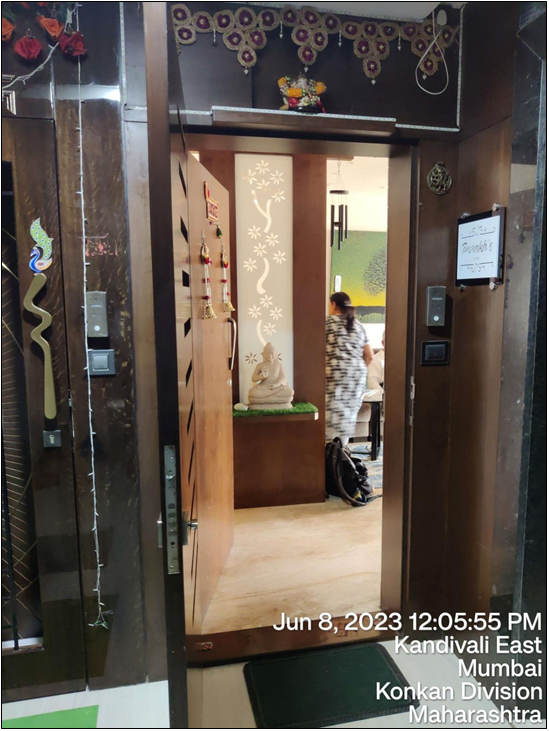 Jun 8, 2023 12:05:55 PM
Kandivali East
Mumbai
Konkan Division
Maharashtra